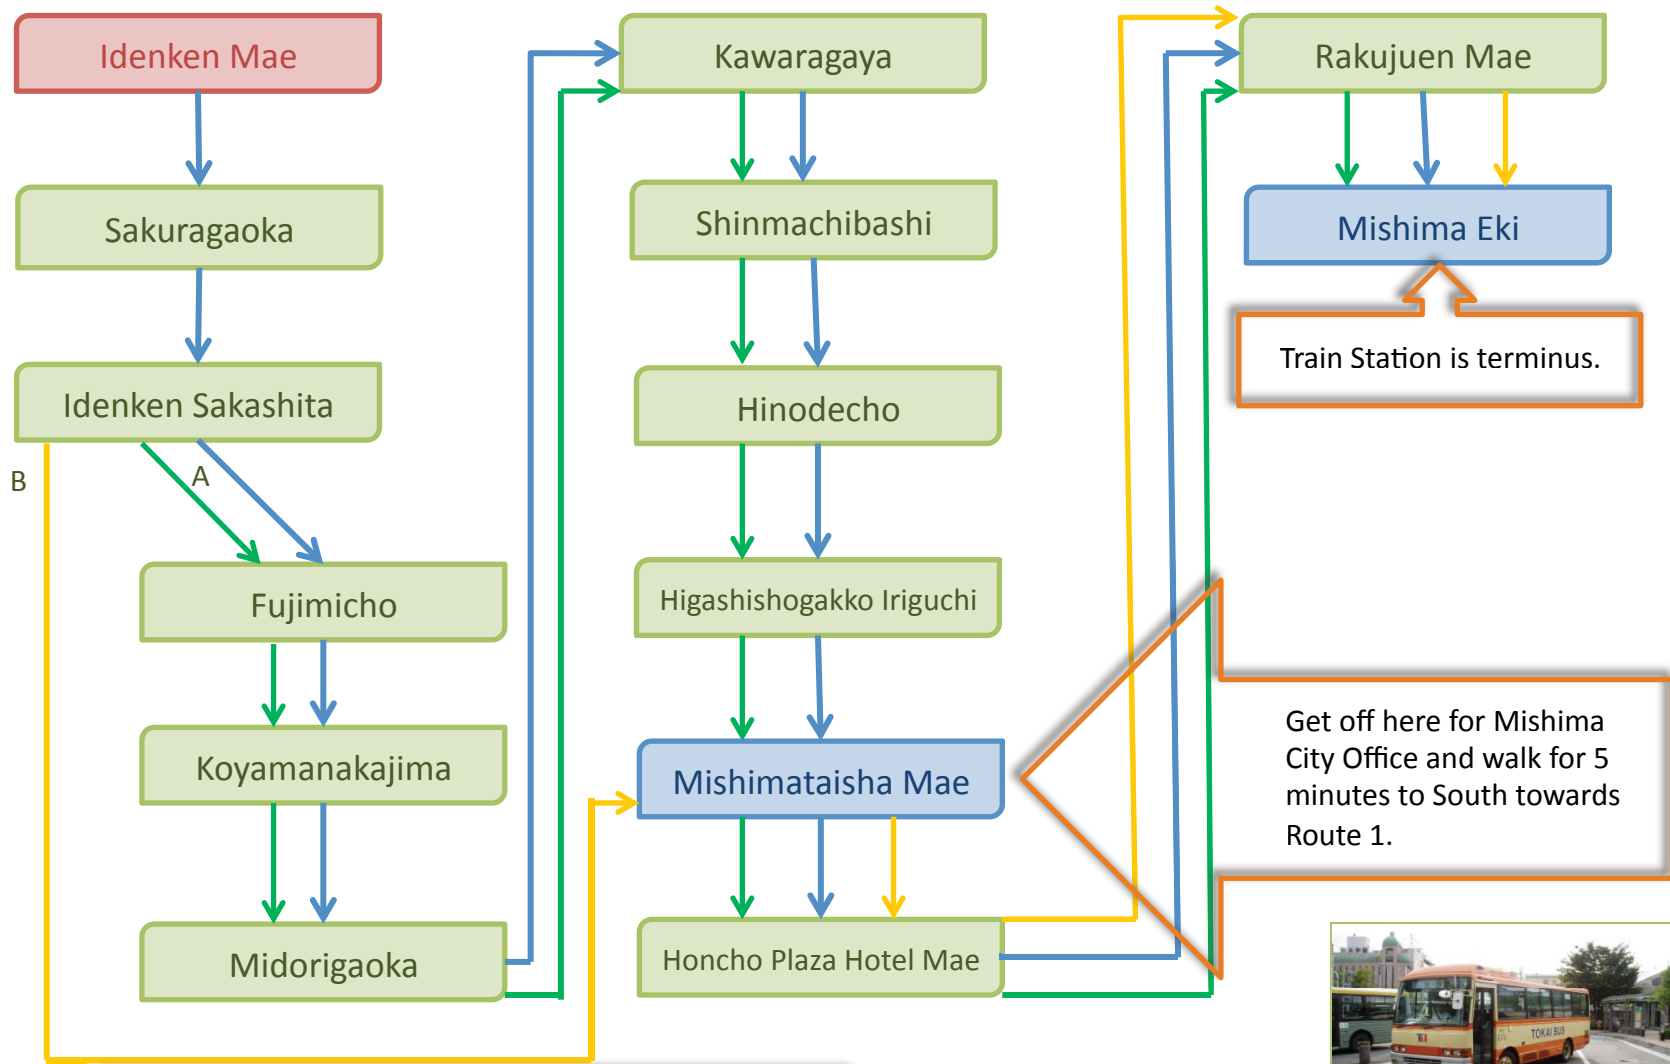 Idenken Mae
Sakuragaoka
Idenken Sakashita
B
A
Fujimicho
Koyamanakajima
Midorigaoka
Kawaragaya
Shinmachibashi
Hinodecho
Higashishogakko Iriguchi
Mishimataisha Mae
Honcho Plaza Hotel Mae
Rakujuen Mae
Mishima Eki
Train Station is terminus.
Get off here for Mishima
City Office and walk for 5
minutes to South towards
Route 1.
TOKAI BUS